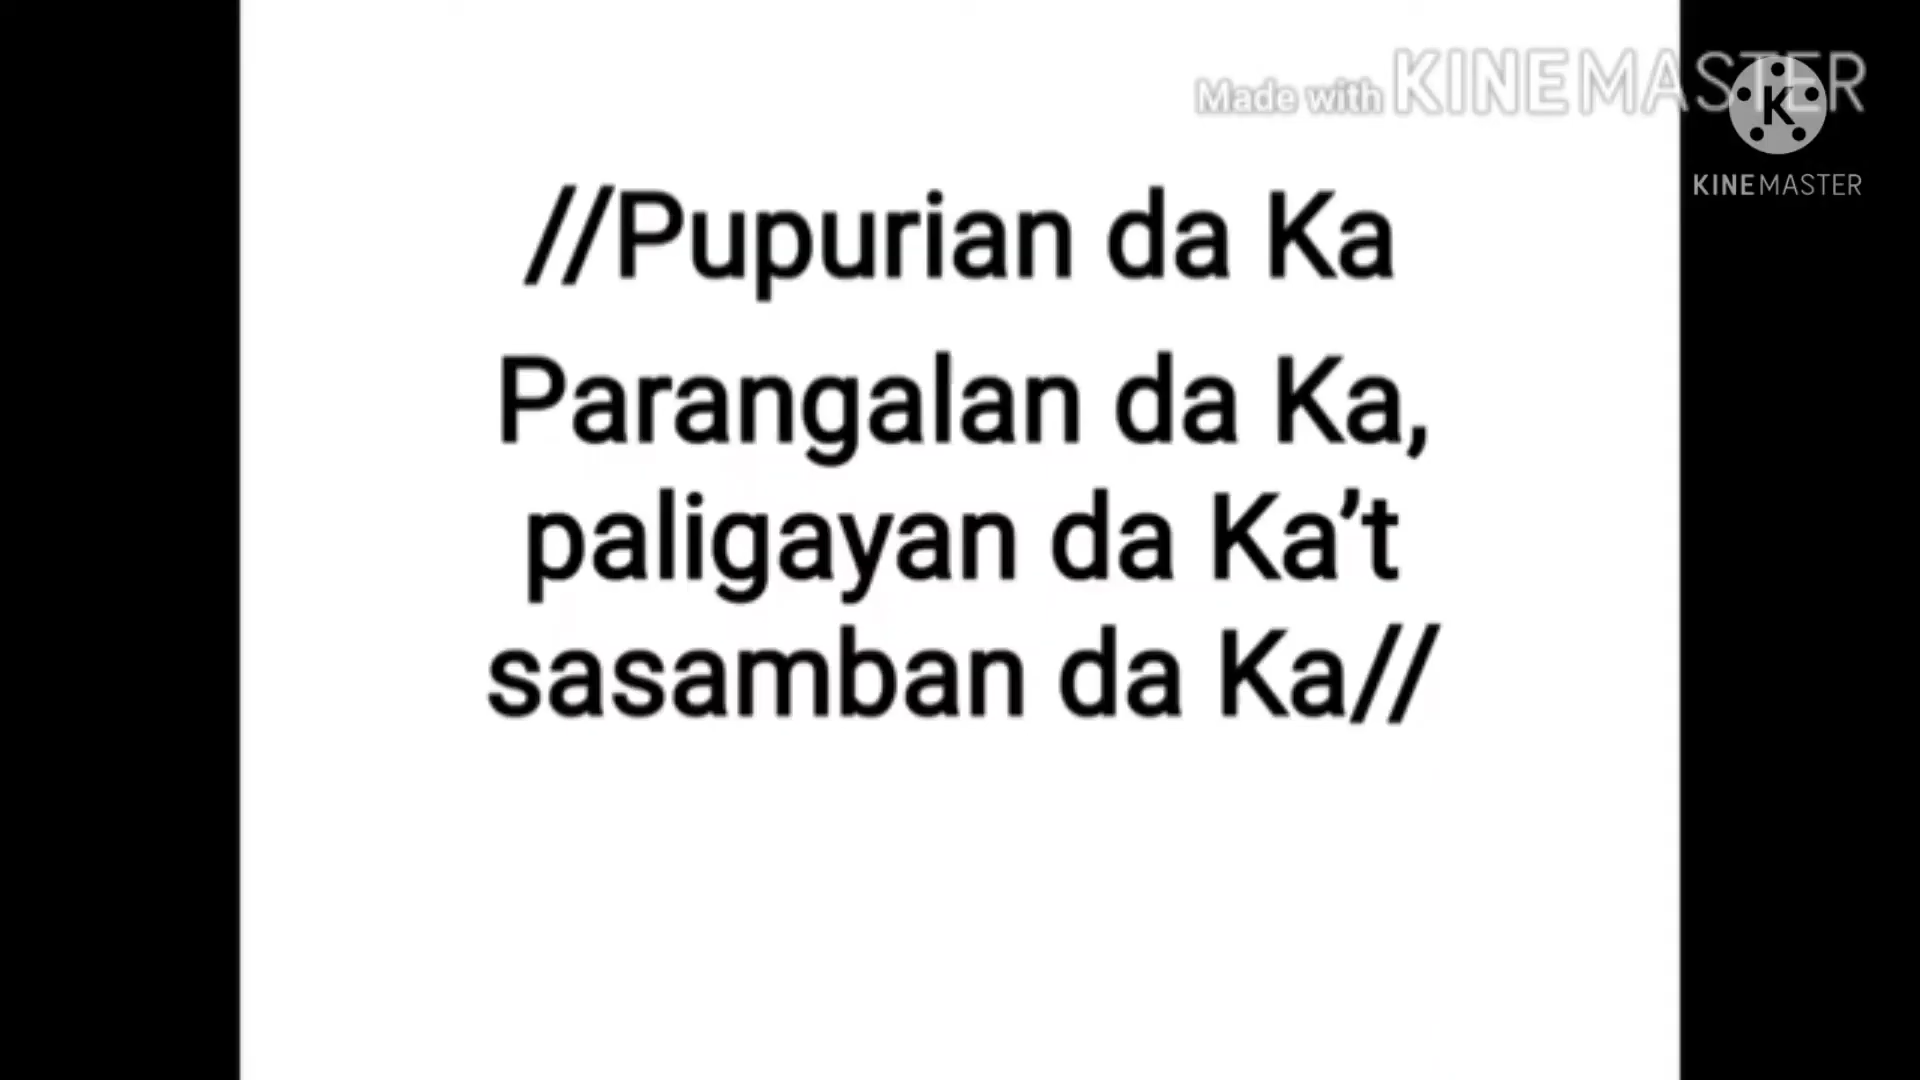 Made with KINEMASTER
K
KINEMASTER
//Pupurian da Ka
Parangalan da Ka,
paligayan da Ka’t
sasamban da Ka//